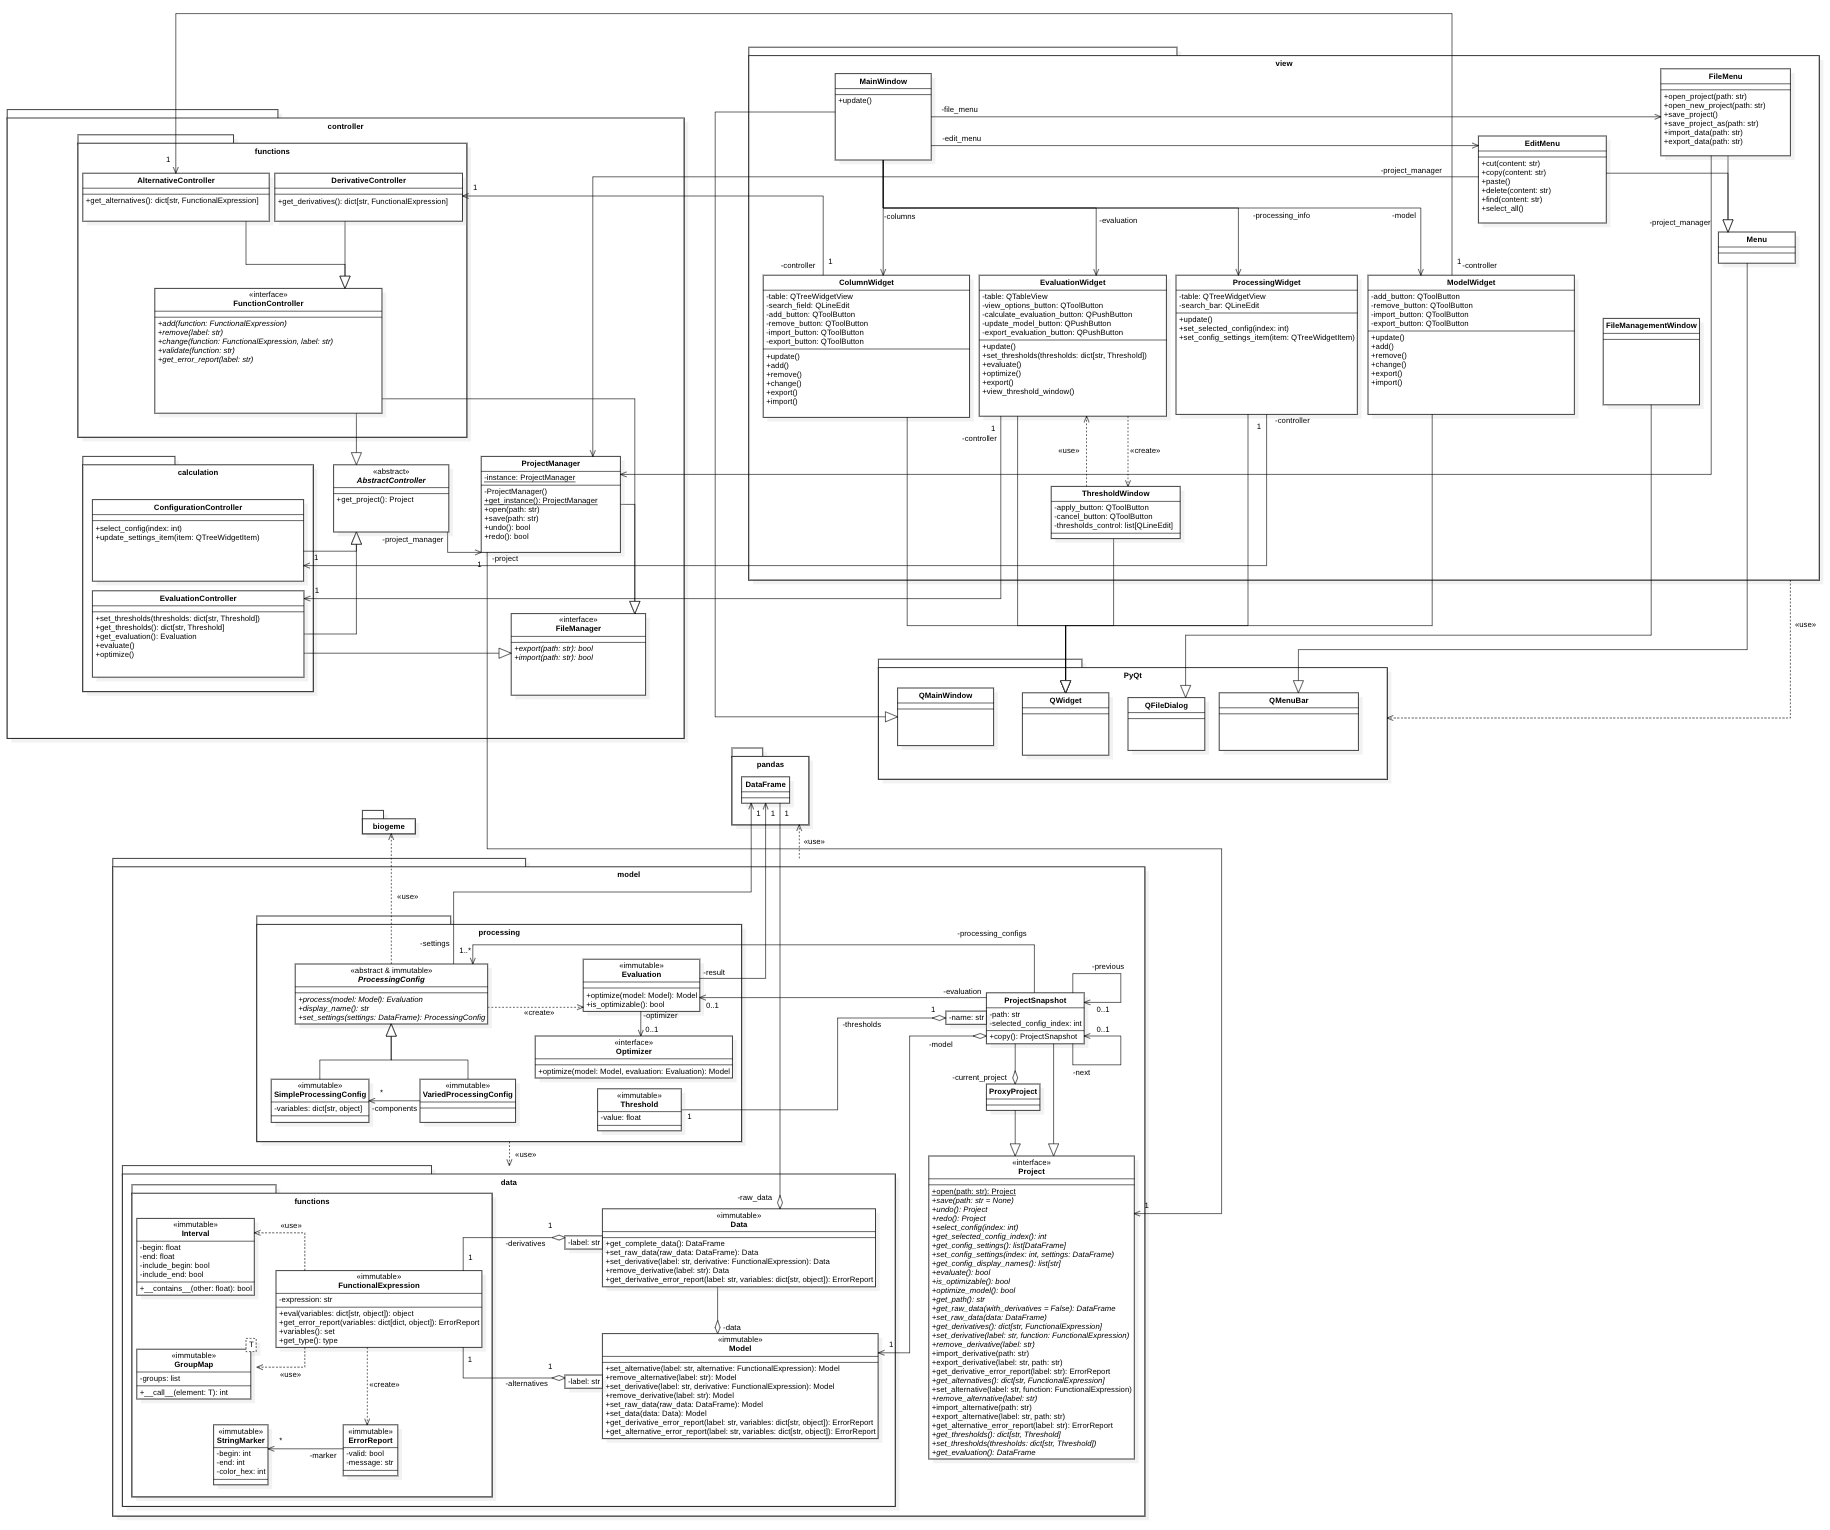 view
MainWindow
+update()
-file_menu
-edit_menu
FileMenu
+open_project(path: str)
+open_new_project(path: str)
+save_project()
+save_project_as(path: str)
+import_data(path: str)
+export_data(path: str)
EditMenu
+cut(content: str)
+copy(content: str)
+paste()
+delete(content: str)
+find(content: str)
+select_all()
-project_manager
-project_manager
Menu
-columns
-evaluation
-processing_info
-model
-controller
1
1
-controller
ColumnWidget
-table: QTreeWidgetView
-search_field: QLineEdit
-add_button: QToolButton
-remove_button: QToolButton
-import_button: QToolButton
-export_button: QToolButton
+update()
+add()
+remove()
+change()
+export()
+import()
EvaluationWidget
-table: QTableView
-view_options_button: QToolButton
-calculate_evaluation_button: QPushButton
-update_model_button: QPushButton
-export_evaluation_button: QPushButton
+update()
+set_thresholds(thresholds: dict[str, Threshold])
+evaluate()
+optimize()
+export()
+view_threshold_window()
ProcessingWidget
-table: QTreeWidgetView
-search_bar: QLineEdit
+update()
+set_selected_config(index: int)
+set_config_settings_item(item: QTreeWidgetItem)
ModelWidget
-add_button: QToolButton
-remove_button: QToolButton
-import_button: QToolButton
-export_button: QToolButton
+update()
+add()
+remove()
+change()
+export()
+import()
FileManagementWindow
1
-controller
1
-controller
«use»
«create»
ThresholdWindow
-apply_button: QToolButton
-cancel_button: QToolButton
-thresholds_control: list[QLineEdit]
«use»
controller
functions
1
1
AlternativeController
+get_alternatives(): dict[str, FunctionalExpression]
DerivativeController
+get_derivatives(): dict[str, FunctionalExpression]
«interface»
FunctionController
+add(function: FunctionalExpression)
+remove(label: str)
+change(function: FunctionalExpression, label: str)
+validate(function: str)
+get_error_report(label: str)
calculation
ConfigurationController
+select_config(index: int)
+update_settings_item(item: QTreeWidgetItem)
1
EvaluationController
+set_thresholds(thresholds: dict[str, Threshold])
+get_thresholds(): dict[str, Threshold]
+get_evaluation(): Evaluation
+evaluate()
+optimize()
1
«abstract»
AbstractController
+get_project(): Project
-project_manager
1
ProjectManager
-instance: ProjectManager
-ProjectManager()
+get_instance(): ProjectManager
+open(path: str)
+save(path: str)
+undo(): bool
+redo(): bool
-project
«interface»
FileManager
+export(path: str): bool
+import(path: str): bool
PyQt
QMainWindow
QWidget
QFileDialog
QMenuBar
pandas
DataFrame
1
1
1
«use»
biogeme
«use»
model
processing
-settings
1..*
-processing_configs
«abstract & immutable»
ProcessingConfig
+process(model: Model): Evaluation
+display_name(): str
+set_settings(settings: DataFrame): ProcessingConfig
«create»
«immutable»
Evaluation
+optimize(model: Model): Model
+is_optimizable(): bool
-result
-evaluation
0..1
-optimizer
0..1
«interface»
Optimizer
+optimize(model: Model, evaluation: Evaluation): Model
«immutable»
SimpleProcessingConfig
-variables: dict[str, object]
*
-components
«immutable»
VariedProcessingConfig
«immutable»
Threshold
-value: float
1
-thresholds
1
-name: str
ProjectSnapshot
-path: str
-selected_config_index: int
+copy(): ProjectSnapshot
-previous
0..1
0..1
-next
-model
-current_project
ProxyProject
«use»
«interface»
Project
+open(path: str): Project
+save(path: str = None)
+undo(): Project
+redo(): Project
+select_config(index: int)
+get_selected_config_index(): int
+get_config_settings(): list[DataFrame]
+set_config_settings(index: int, settings: DataFrame)
+get_config_display_names(): list[str]
+evaluate(): bool
+is_optimizable(): bool
+optimize_model(): bool
+get_path(): str
+get_raw_data(with_derivatives = False): DataFrame
+set_raw_data(data: DataFrame)
+get_derivatives(): dict[str, FunctionalExpression]
+set_derivative(label: str, function: FunctionalExpression)
+remove_derivative(label: str)
+import_derivative(path: str)
+export_derivative(label: str, path: str)
+get_derivative_error_report(label: str): ErrorReport
+get_alternatives(): dict[str, FunctionalExpression]
+set_alternative(label: str, function: FunctionalExpression)
+remove_alternative(label: str)
+import_alternative(path: str)
+export_alternative(label: str, path: str)
+get_alternative_error_report(label: str): ErrorReport
+get_thresholds(): dict[str, Threshold]
+set_thresholds(thresholds: dict[str, Threshold])
+get_evaluation(): DataFrame
1
data
functions
«immutable»
Interval
-begin: float
-end: float
-include_begin: bool
-include_end: bool
+__contains__(other: float): bool
«use»
«immutable»
FunctionalExpression
-expression: str
+eval(variables: dict[str, object]): object
+get_error_report(variables: dict[dict, object]): ErrorReport
+variables(): set
+get_type(): type
T
«immutable»
GroupMap
-groups: list
+__call__(element: T): int
«use»
«create»
«immutable»
StringMarker
-begin: int
-end: int
-color_hex: int
*
-marker
«immutable»
ErrorReport
-valid: bool
-message: str
1
-derivatives
1
-label: str
-raw_data
«immutable»
Data
+get_complete_data(): DataFrame
+set_raw_data(raw_data: DataFrame): Data
+set_derivative(label: str, derivative: FunctionalExpression): Data
+remove_derivative(label: str): Data
+get_derivative_error_report(label: str, variables: dict[str, object]): ErrorReport
-data
1
-alternatives
1
-label: str
«immutable»
Model
+set_alternative(label: str, alternative: FunctionalExpression): Model
+remove_alternative(label: str): Model
+set_derivative(label: str, derivative: FunctionalExpression): Model
+remove_derivative(label: str): Model
+set_raw_data(raw_data: DataFrame): Model
+set_data(data: Data): Model
+get_derivative_error_report(label: str, variables: dict[str, object]): ErrorReport
+get_alternative_error_report(label: str, variables: dict[str, object]): ErrorReport
1